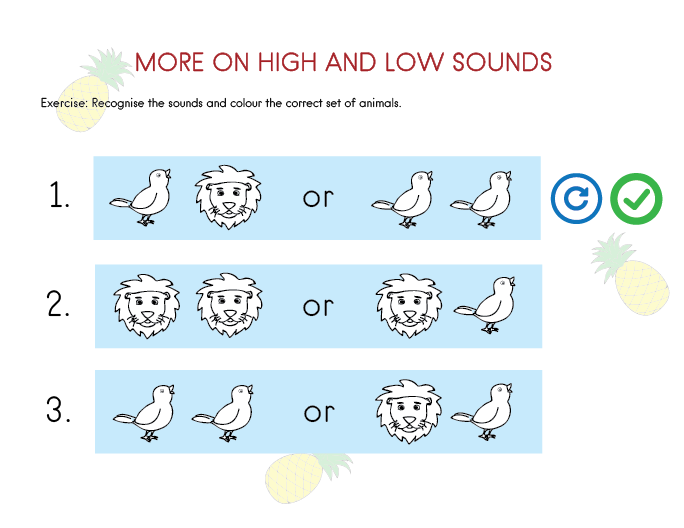 MORE ON HIGH AND LOW SOUNDS
Exercise: Recognise the sounds and colour the correct set of animals.
1. or
2. or
3. or